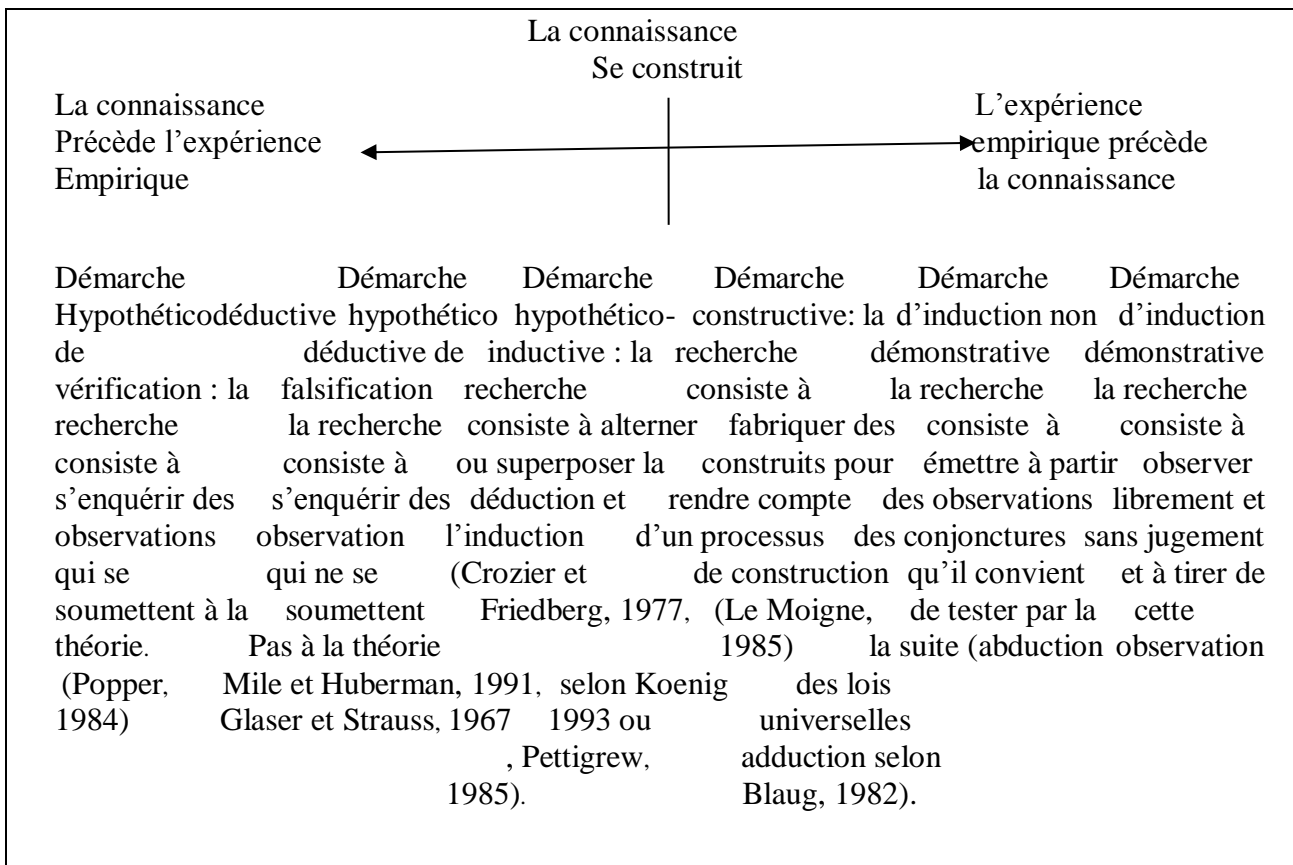 La connaissance
Se construit
La connaissance L’expérience
Précède l’expérience empirique précède
Empirique la connaissance
Démarche Démarche Démarche Démarche Démarche Démarche
Hypothéticodéductive hypothético hypothético- constructive: la d’induction non d’induction
de déductive de inductive : la recherche démonstrative démonstrative
vérification : la falsification recherche consiste à la recherche la recherche
recherche la recherche consiste à alterner fabriquer des consiste à consiste à
consiste à consiste à ou superposer la construits pour émettre à partir observer
s’enquérir des s’enquérir des déduction et rendre compte des observations librement et
observations observation l’induction d’un processus des conjonctures sans jugement
qui se qui ne se (Crozier et de construction qu’il convient et à tirer de
soumettent à la soumettent Friedberg, 1977, (Le Moigne, de tester par la cette
théorie. Pas à la théorie 1985) la suite (abduction observation
(Popper, Mile et Huberman, 1991, selon Koenig des lois
1984) Glaser et Strauss, 1967 1993 ou universelles
, Pettigrew, adduction selon
1985). Blaug, 1982).